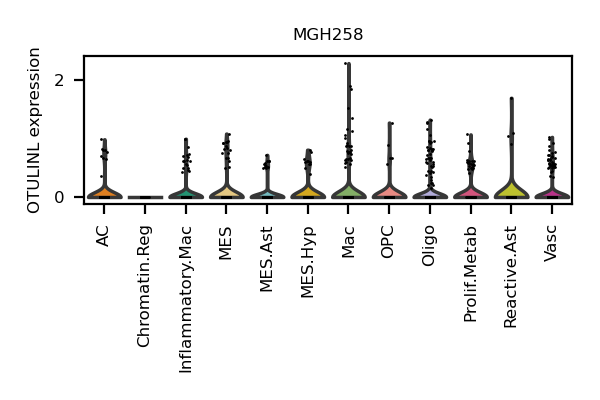 MGH258
OTULINL expression
2
0
AC
Chromatin.Reg
Inflammatory.Mac
MES
MES.Ast
MES.Hyp
Mac
OPC
Oligo
Prolif.Metab
Reactive.Ast
Vasc